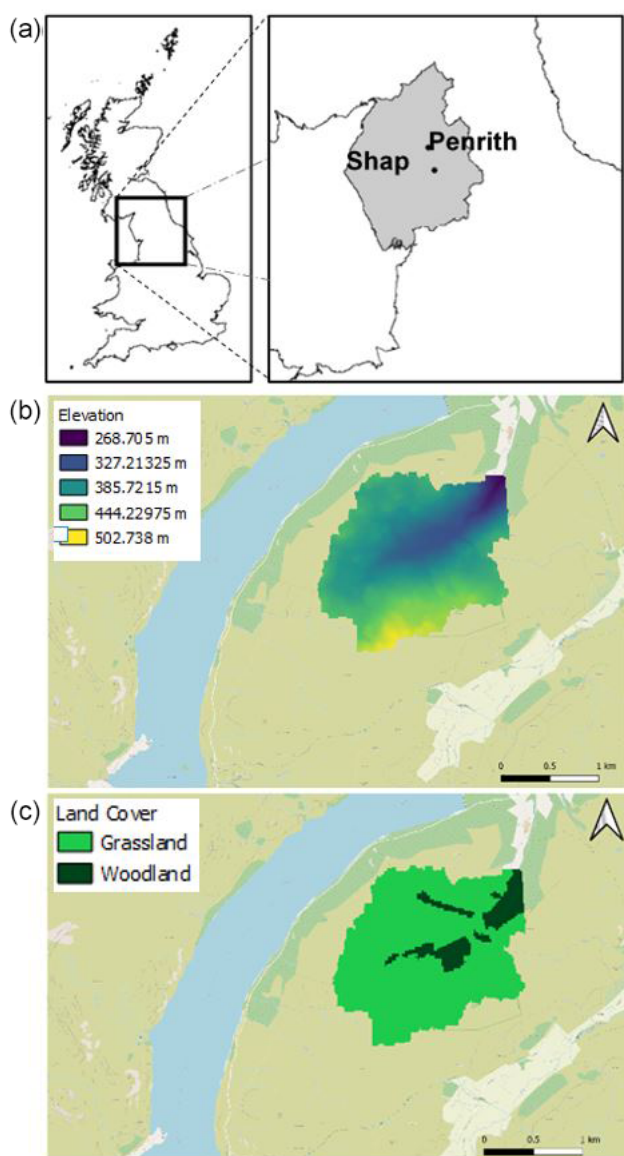 (a)
Penrith
Shap
(b)
Elevation
268.705 m
327.21325 m
385.7215 m
444.22975 m
502.738 m
0 0.5 1 km
(c)
Land Cover
Grassland
Woodland
0 0.5 1 km